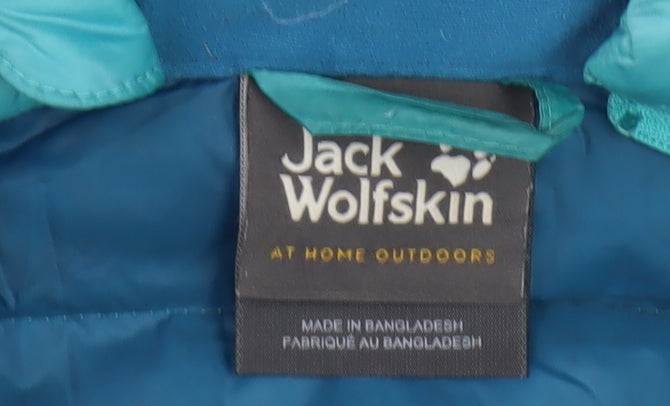 Jack
Wolfskin
AT HOME OUTDOORS
MADE IN BANGLADESH
FABRIQUÉ AU BANGLADESH